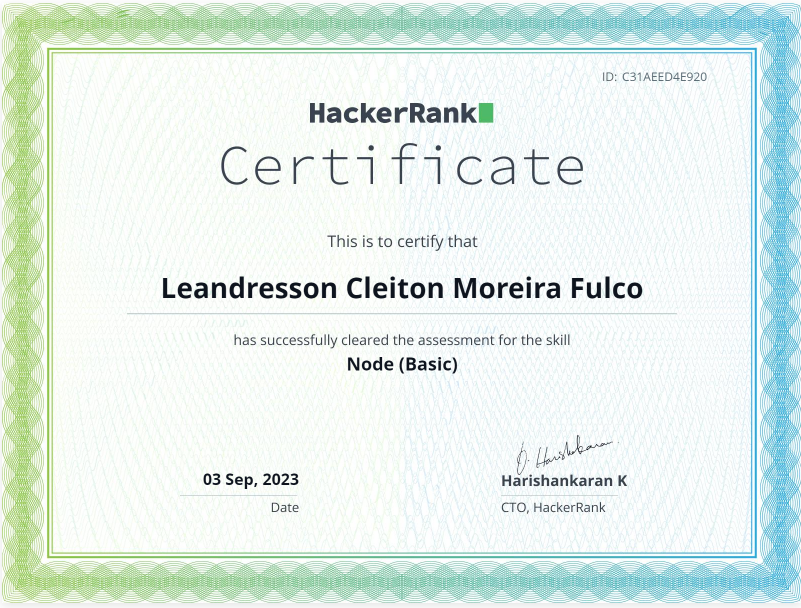 ID: C31AEED4E920
HackerRank
Certificate
This is to certify that
Leandresson Cleiton Moreira Fulco
has successfully cleared the assessment for the skill
Node (Basic)
03 Sep, 2023
Date
Harishankaran K
CTO, HackerRank